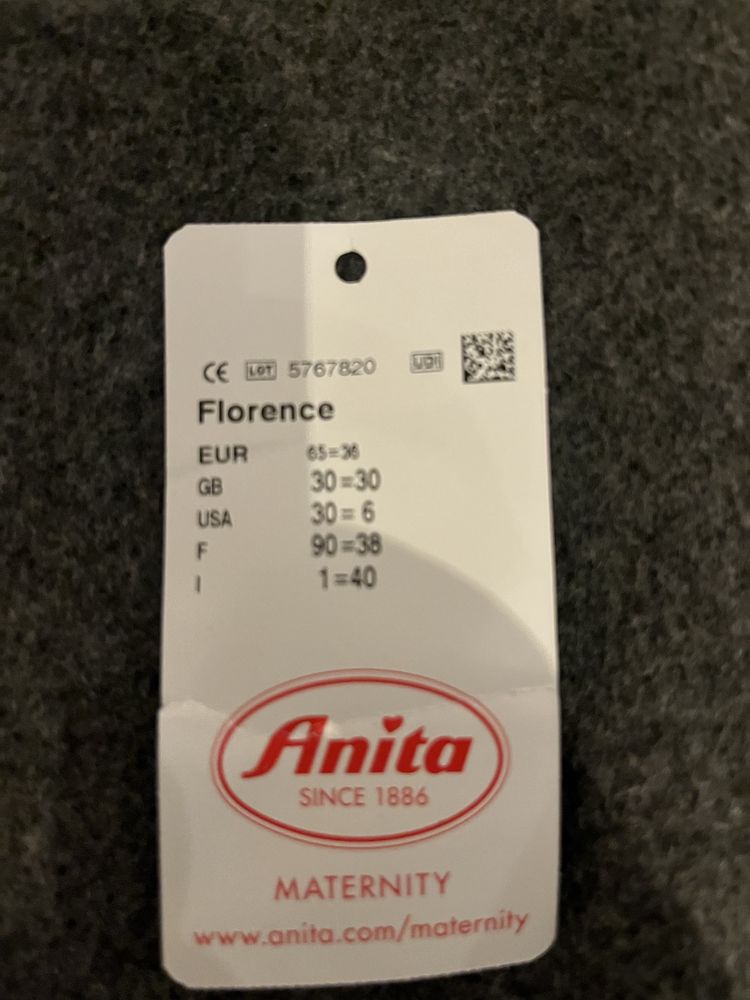 CE LOT 5767820 UDI
Florence
EUR 65=36
GB 30=30
USA 30= 6
F 90=38
I 1=40
Anita
SINCE 1886
MATERNITY
www.anita.com/maternity